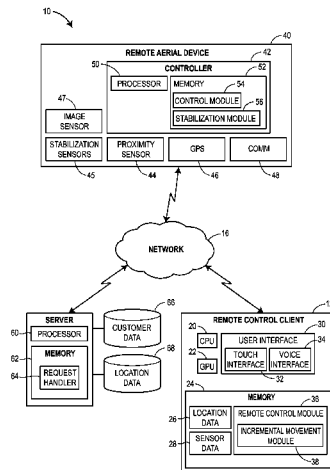 10
40
REMOTE AERIAL DEVICE
42
CONTROLLER
50
52
PROCESSOR
MEMORY
54
CONTROL MODULE
56
STABILIZATION MODULE
47
IMAGE SENSOR
STABILIZATION SENSORS
PROXIMITY SENSOR
GPS
COMM
45
44
46
48
16
NETWORK
SERVER
60
PROCESSOR
62
MEMORY
64
REQUEST HANDLER
66
CUSTOMER DATA
68
LOCATION DATA
REMOTE CONTROL CLIENT
20
CPU
22
GPU
30
USER INTERFACE
34
TOUCH INTERFACE
VOICE INTERFACE
32
24
MEMORY
36
26
LOCATION DATA
REMOTE CONTROL MODULE
28
SENSOR DATA
INCREMENTAL MOVEMENT MODULE
38